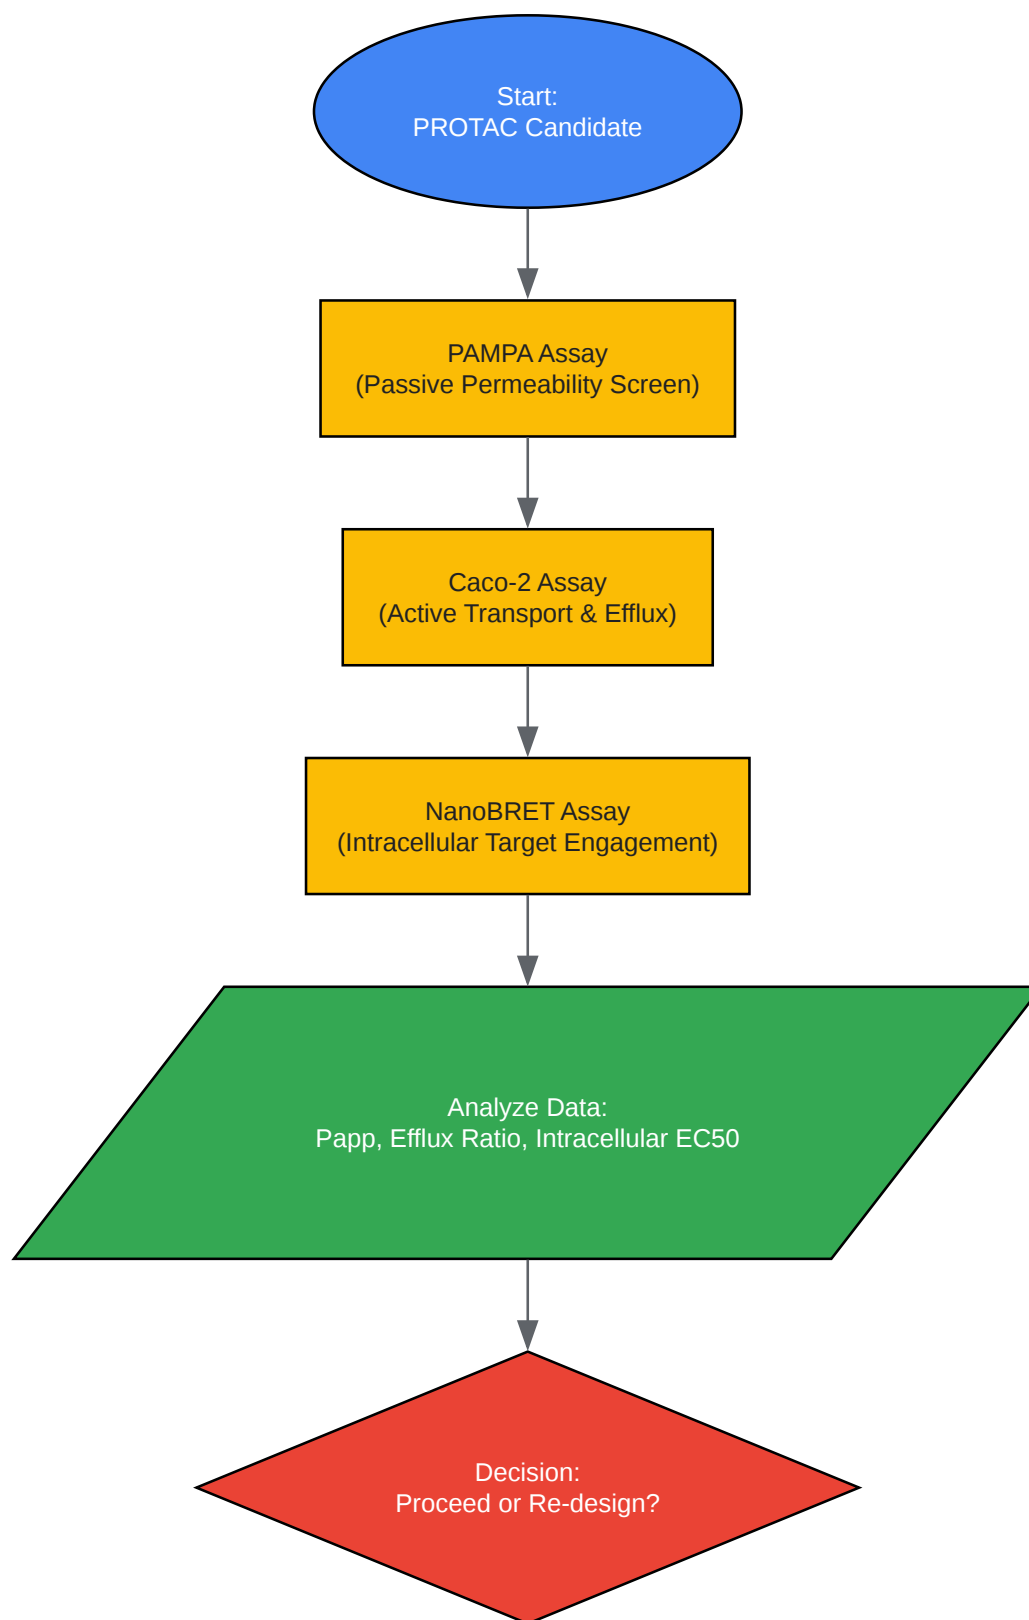 Start:
PROTAC Candidate
PAMPA Assay
(Passive Permeability Screen)
Caco-2 Assay
(Active Transport & Efflux)
NanoBRET Assay
(Intracellular Target Engagement)
Analyze Data:
Papp, Efflux Ratio, Intracellular EC50
Decision:
Proceed or Re-design?